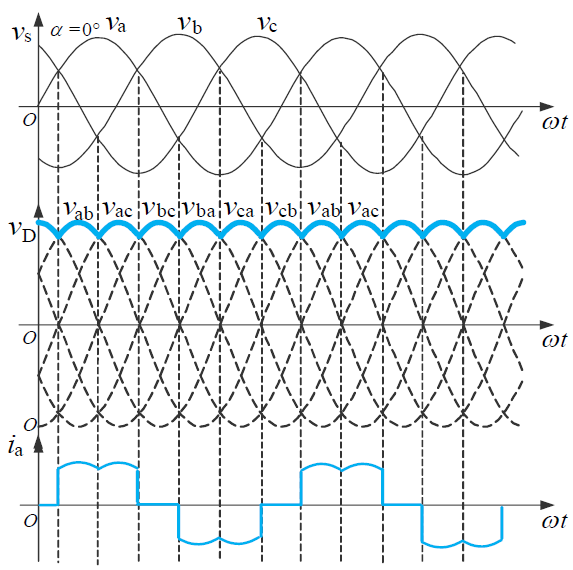 vs α=0° va vb vc
O ωt
vD vab vac vbc vba vca vcb vab vac
O ωt
O
ia
O ωt